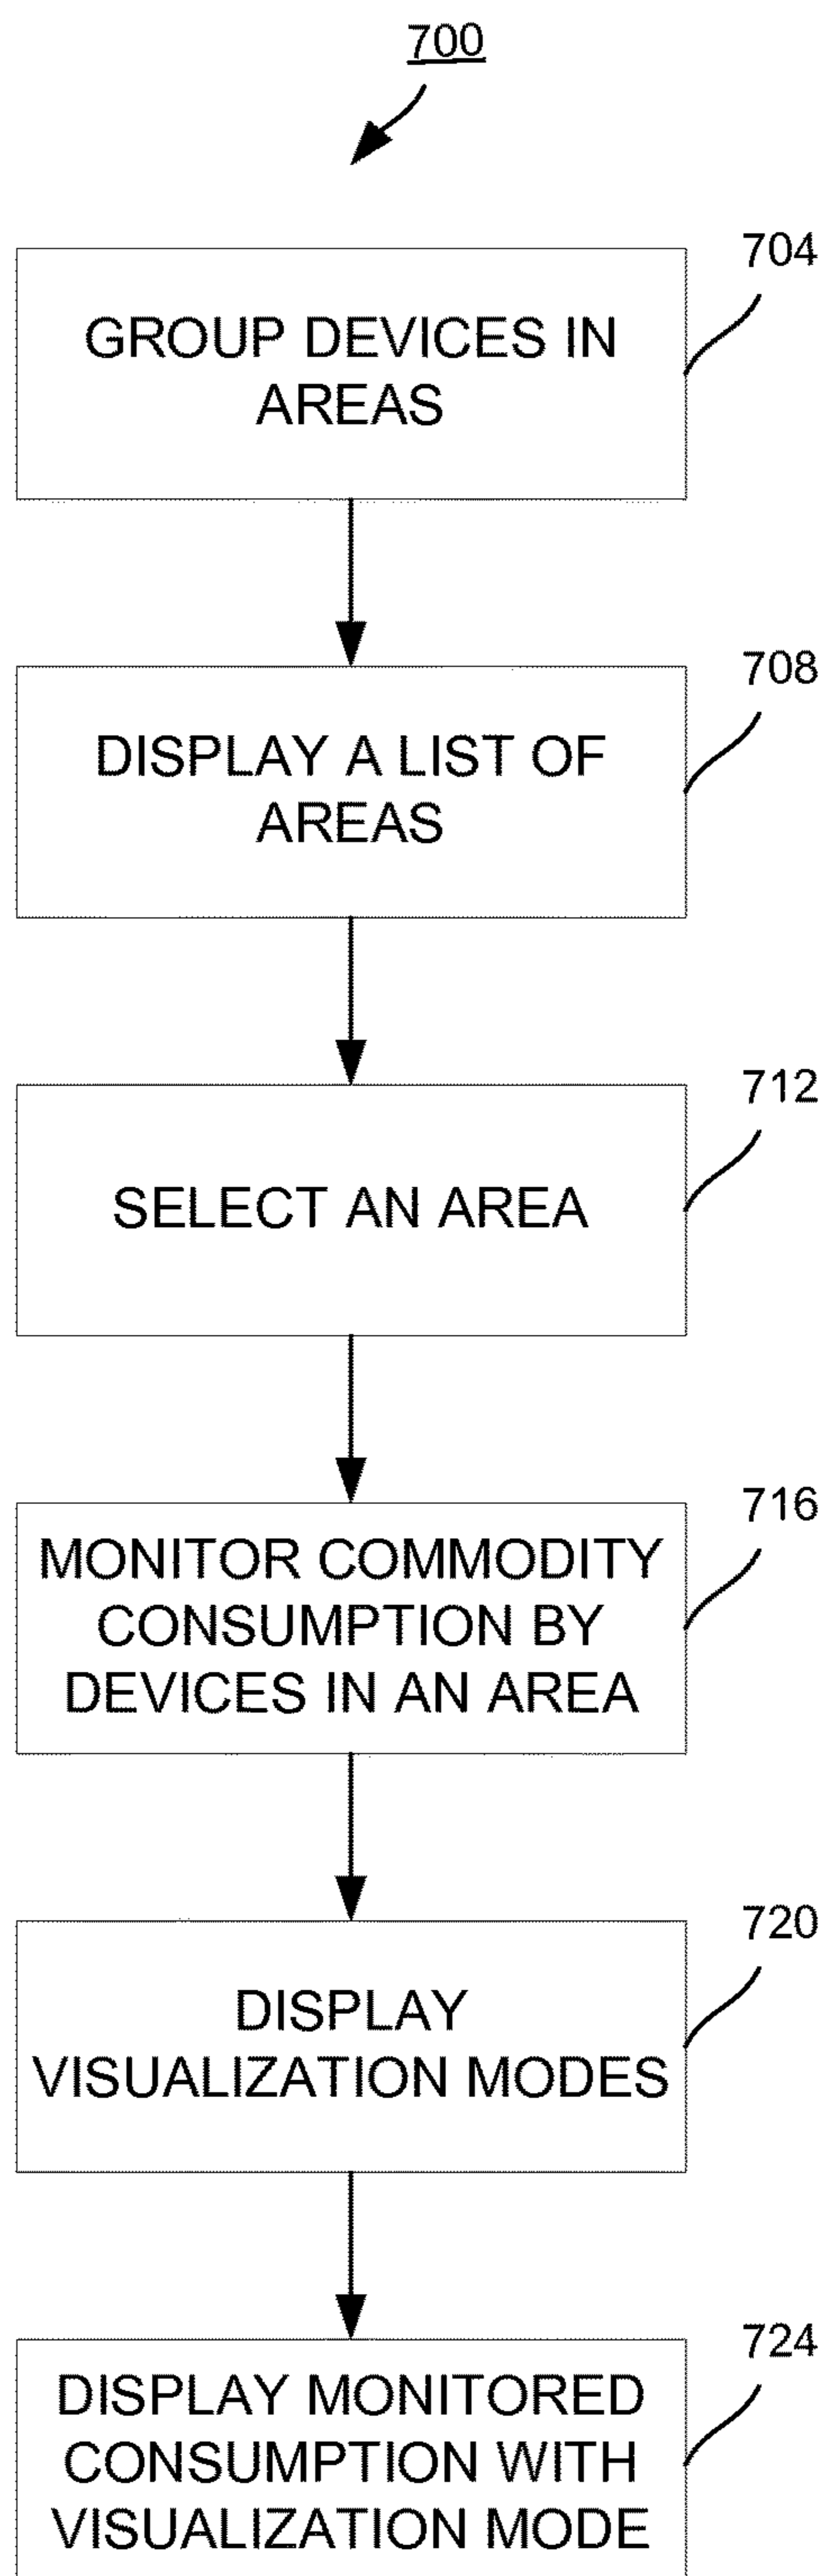 700
704
GROUP DEVICES IN
AREAS
708
DISPLAY A LIST OF
AREAS
712
SELECT AN AREA
716
MONITOR COMMODITY
CONSUMPTION BY
DEVICES IN AN AREA
720
DISPLAY
VISUALIZATION MODES
724
DISPLAY MONITORED
CONSUMPTION WITH
VISUALIZATION MODE